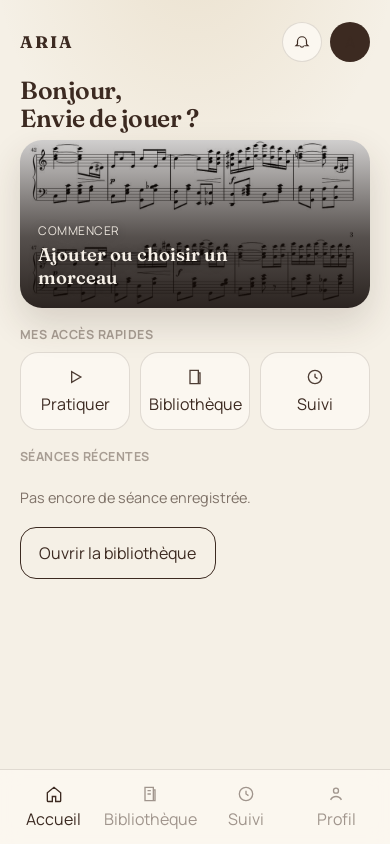 ARIA
Bonjour,
Envie de jouer ?
COMMENCER
Ajouter ou choisir un
morceau
MES ACCÈS RAPIDES
Pratiquer
Bibliothèque
Suivi
SÉANCES RÉCENTES
Pas encore de séance enregistrée.
Ouvrir la bibliothèque
Accueil
Bibliothèque
Suivi
Profil